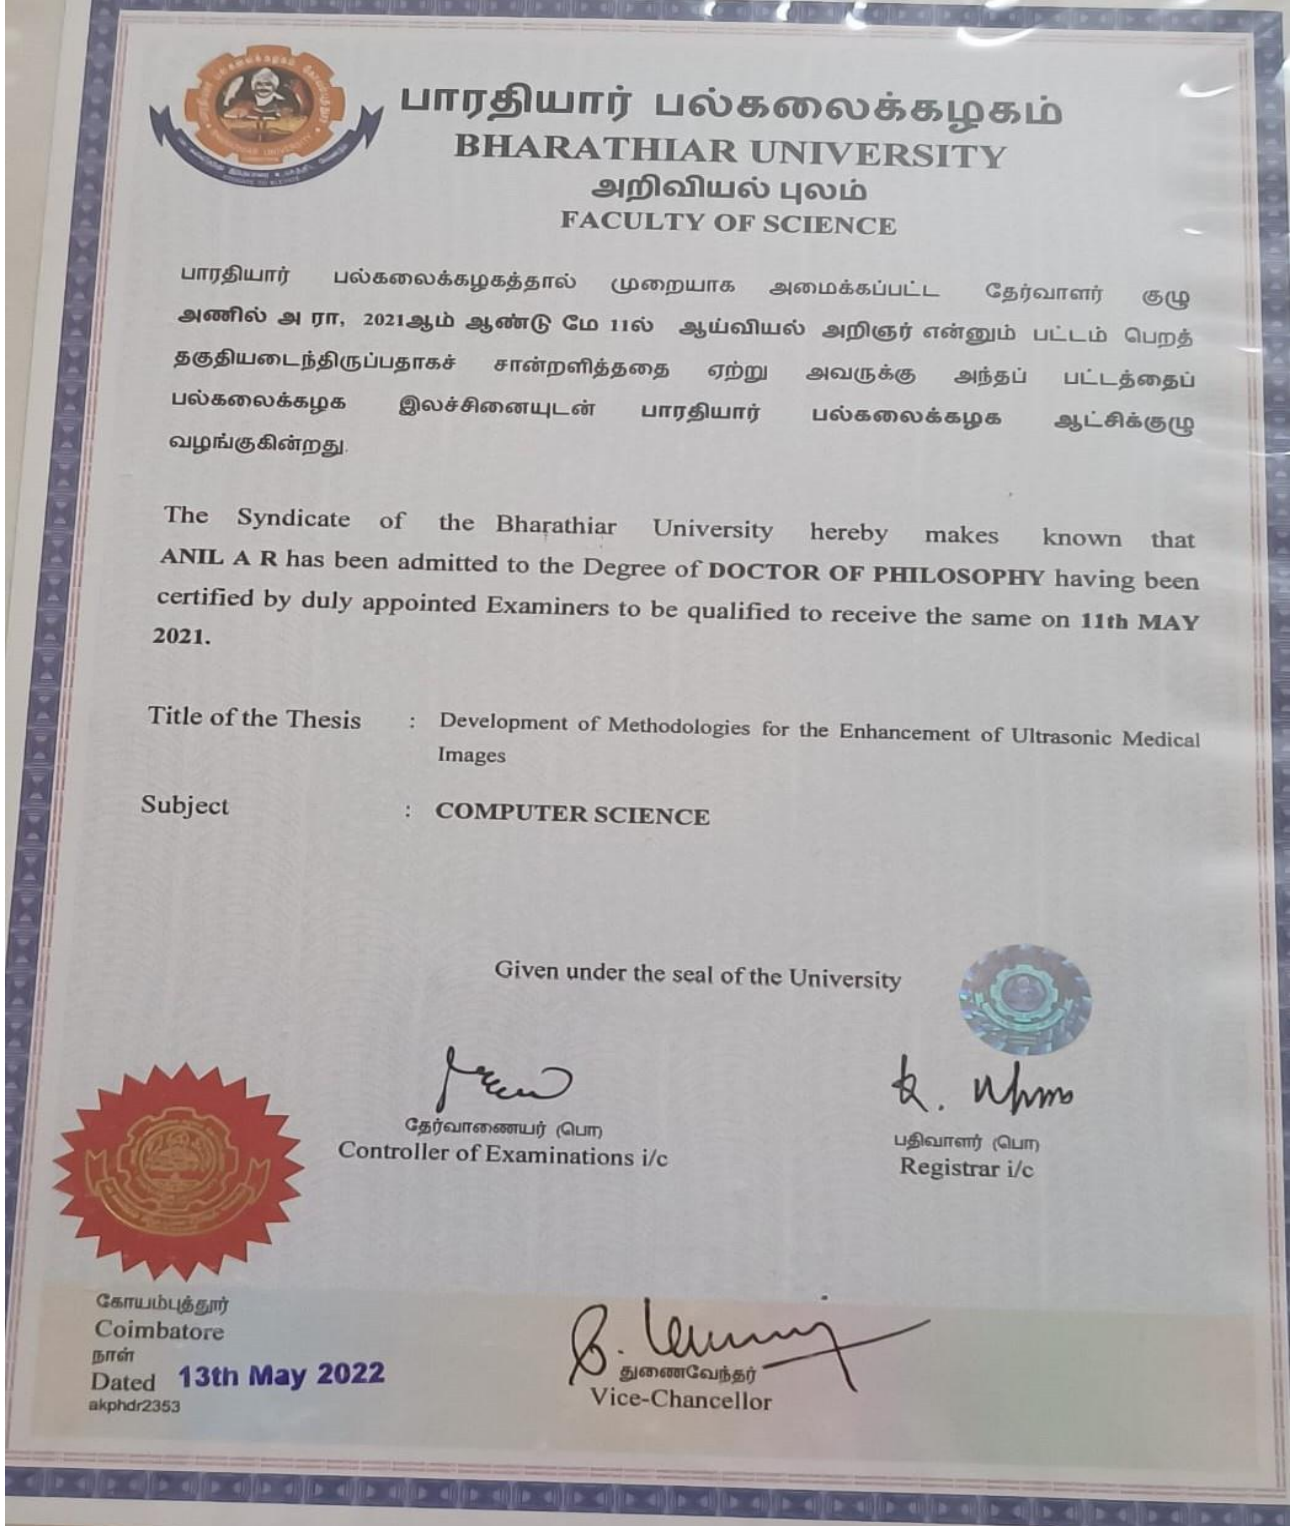 பாரதியார் பல்கலைக்கழகம்
BHARATHIAR UNIVERSITY
அறிவியல் புலம்
FACULTY OF SCIENCE
பாரதியார் பல்கலைக்கழகத்தால் முறையாக அமைக்கப்பட்ட தேர்வாளர் குழு
அணில் அ ரா, 2021ஆம் ஆண்டு மே 11ல் ஆய்வியல் அறிஞர் என்னும் பட்டம் பெறத்
தகுதியடைந்திருப்பதாகச் சான்றளித்ததை ஏற்று அவருக்கு அந்தப் பட்டத்தைப்
பல்கலைக்கழக இலச்சினையுடன் பாரதியார் பல்கலைக்கழக ஆட்சிக்குழு
வழங்குகின்றது.
The Syndicate of the Bharathiar University hereby makes known that
ANIL A R has been admitted to the Degree of DOCTOR OF PHILOSOPHY having been
certified by duly appointed Examiners to be qualified to receive the same on 11th MAY
2021.
Title of the Thesis : Development of Methodologies for the Enhancement of Ultrasonic Medical
Images
Subject : COMPUTER SCIENCE
Given under the seal of the University
தேர்வாணையர் (பொ)
Controller of Examinations i/c
பதிவாளர் (பொ)
Registrar i/c
கோயம்புத்தூர்
Coimbatore
நாள்
Dated 13th May 2022
akphdr2353
துணைவேந்தர்
Vice-Chancellor